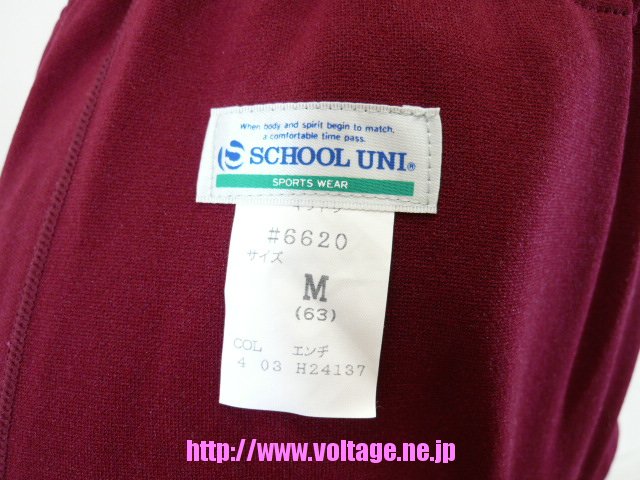 When body and spirit begin to match,
a comfortable time pass.
S SCHOOL UNI®
SPORTS WEAR
#6620
サイズ
M
(63)
COL エンヂ
4 03 H24137
http://www.voltage.ne.jp